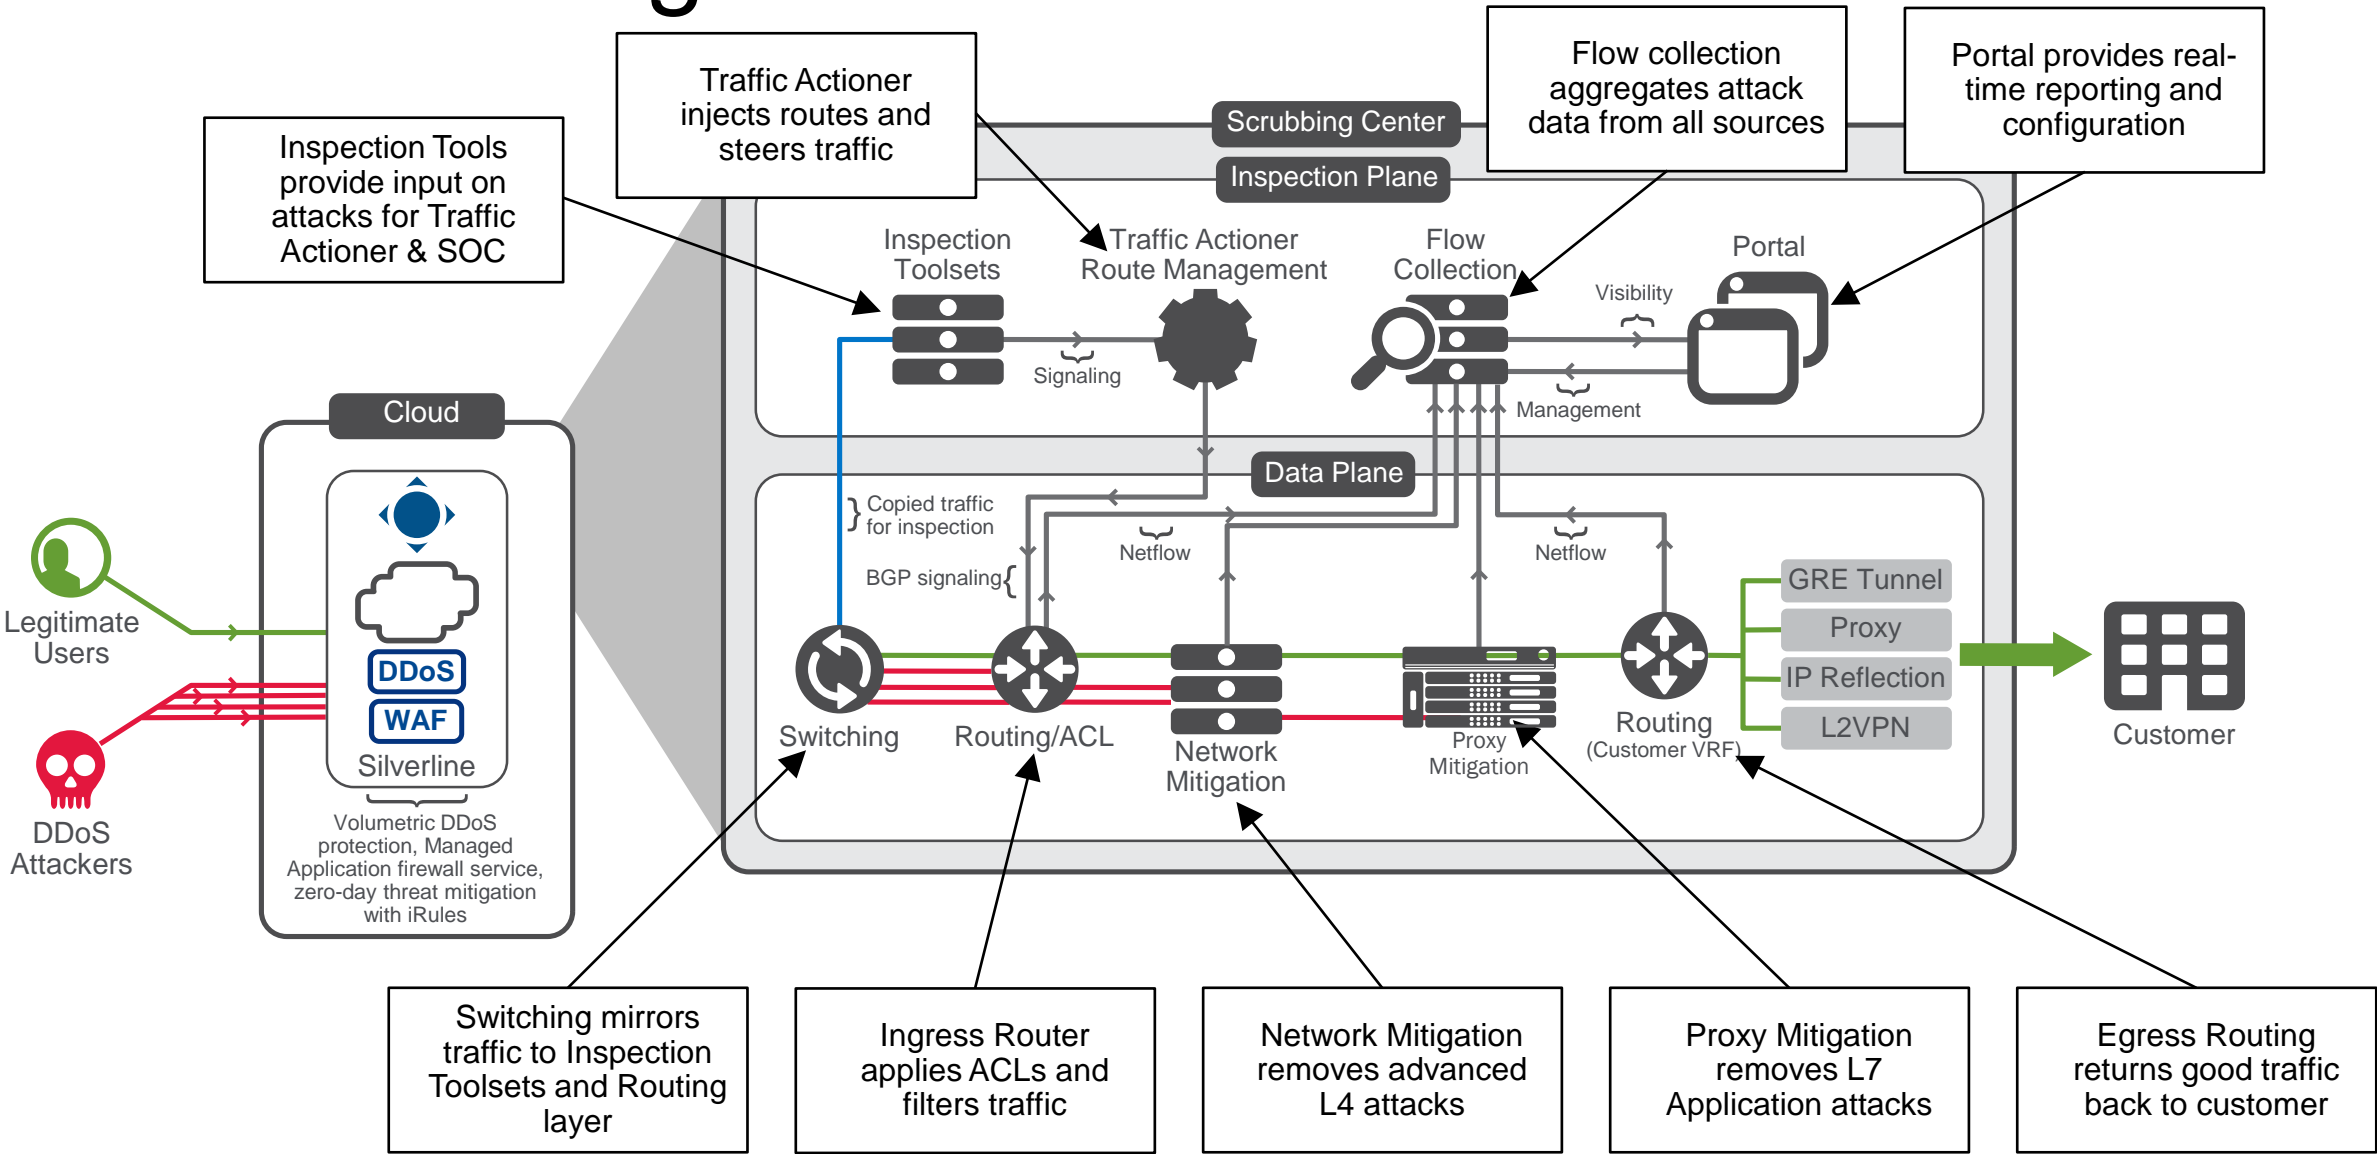 Traffic Actioner
injects routes and
steers traffic
Flow collection
aggregates attack
data from all sources
Portal provides real-
time reporting and
configuration
Inspection Tools
provide input on
attacks for Traffic
Actioner & SOC
Scrubbing Center
Inspection Plane
Inspection
Toolsets
Traffic Actioner
Route Management
Flow
Collection
Portal
Visibility
Signaling
Management
Cloud
Data Plane
Copied traffic
for inspection
Netflow
Netflow
BGP signaling
Legitimate
Users
DDoS
WAF
Silverline
DDoS
Attackers
Volumetric DDoS
protection, Managed
Application firewall service,
zero-day threat mitigation
with iRules
Switching
Routing/ACL
Network
Mitigation
Proxy
Mitigation
Routing
(Customer VRF)
GRE Tunnel
Proxy
IP Reflection
L2VPN
Customer
Switching mirrors
traffic to Inspection
Toolsets and Routing
layer
Ingress Router
applies ACLs and
filters traffic
Network Mitigation
removes advanced
L4 attacks
Proxy Mitigation
removes L7
Application attacks
Egress Routing
returns good traffic
back to customer